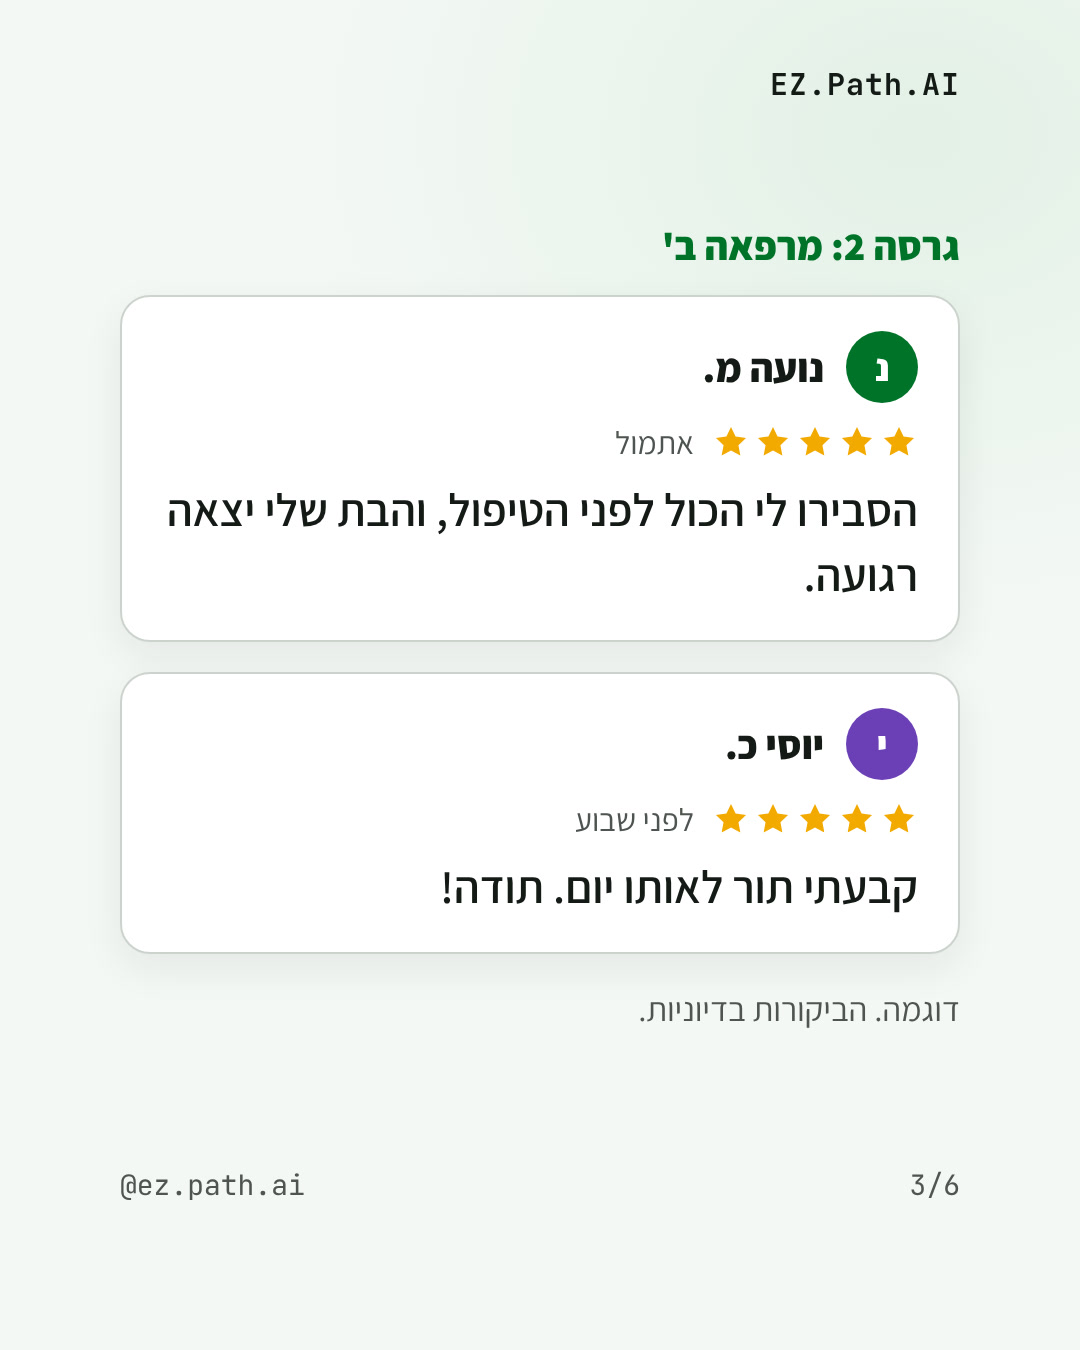 EZ.Path.AI
גרסה 2: מרפאה ב'
נ
נועה מ.
אתמול
הסבירו לי הכול לפני הטיפול, והבת שלי יצאה
רגועה.
י
יוסי כ.
לפני שבוע
קבעתי תור לאותו יום. תודה!
דוגמה. הביקורות בדיוניות.
3/6
@ez.path.ai